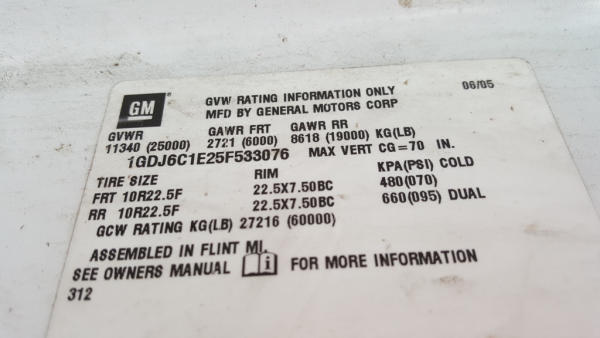 GM GVW RATING INFORMATION ONLY 06/05
MFD BY GENERAL MOTORS CORP
GVWR GAWR FRT GAWR RR
11340 (25000) 2721 (6000) 8618 (19000) KG(LB)
1GDJ6C1E25F533076 MAX VERT CG=70 IN.
TIRE SIZE RIM KPA(PSI) COLD
FRT 10R22.5F 22.5X7.50BC 480(070)
RR 10R22.5F 22.5X7.50BC 660(095) DUAL
GCW RATING KG(LB) 27216 (60000)
ASSEMBLED IN FLINT MI.
SEE OWNERS MANUAL i FOR MORE INFORMATION
312